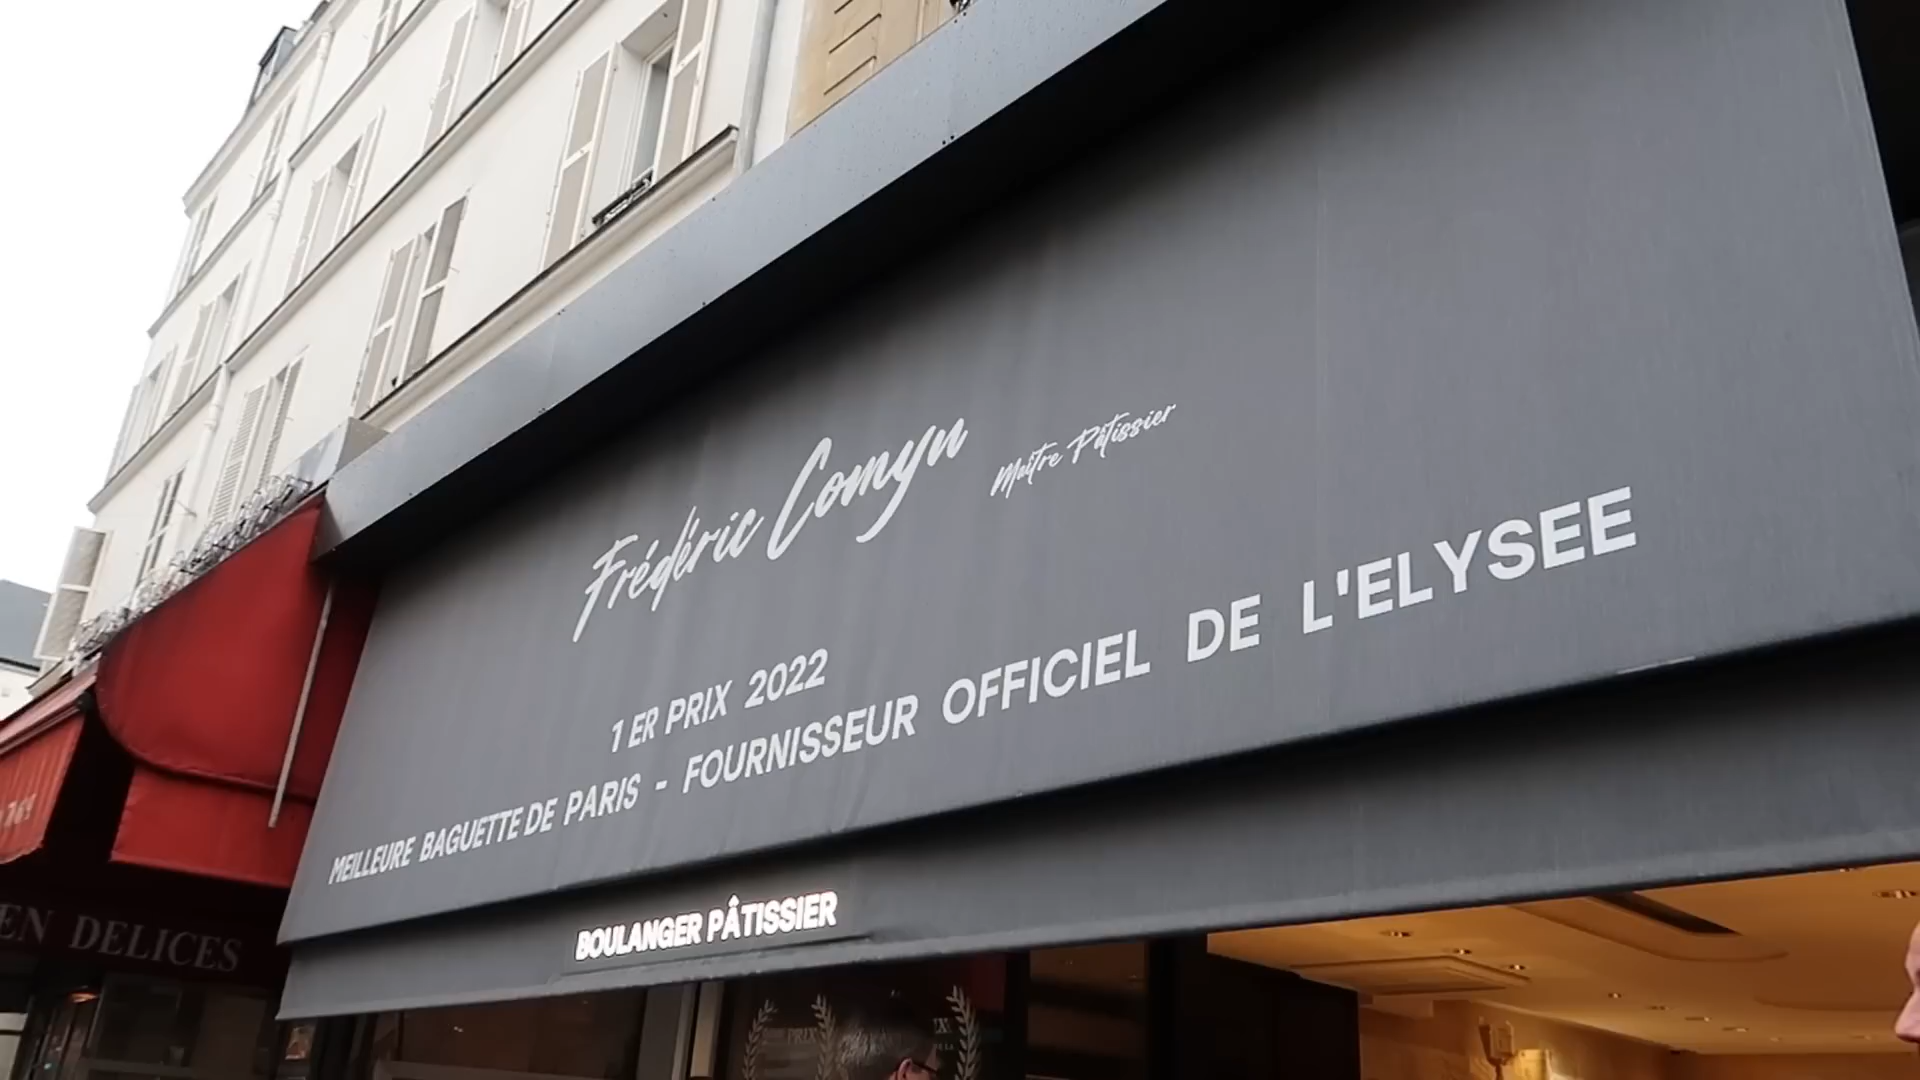 Frédéric Comyn Maître Pâtissier
1 ER PRIX 2022
MEILLEURE BAGUETTE DE PARIS - FOURNISSEUR OFFICIEL DE L'ELYSEE
BOULANGER PÂTISSIER
EN DELICES
PRIX